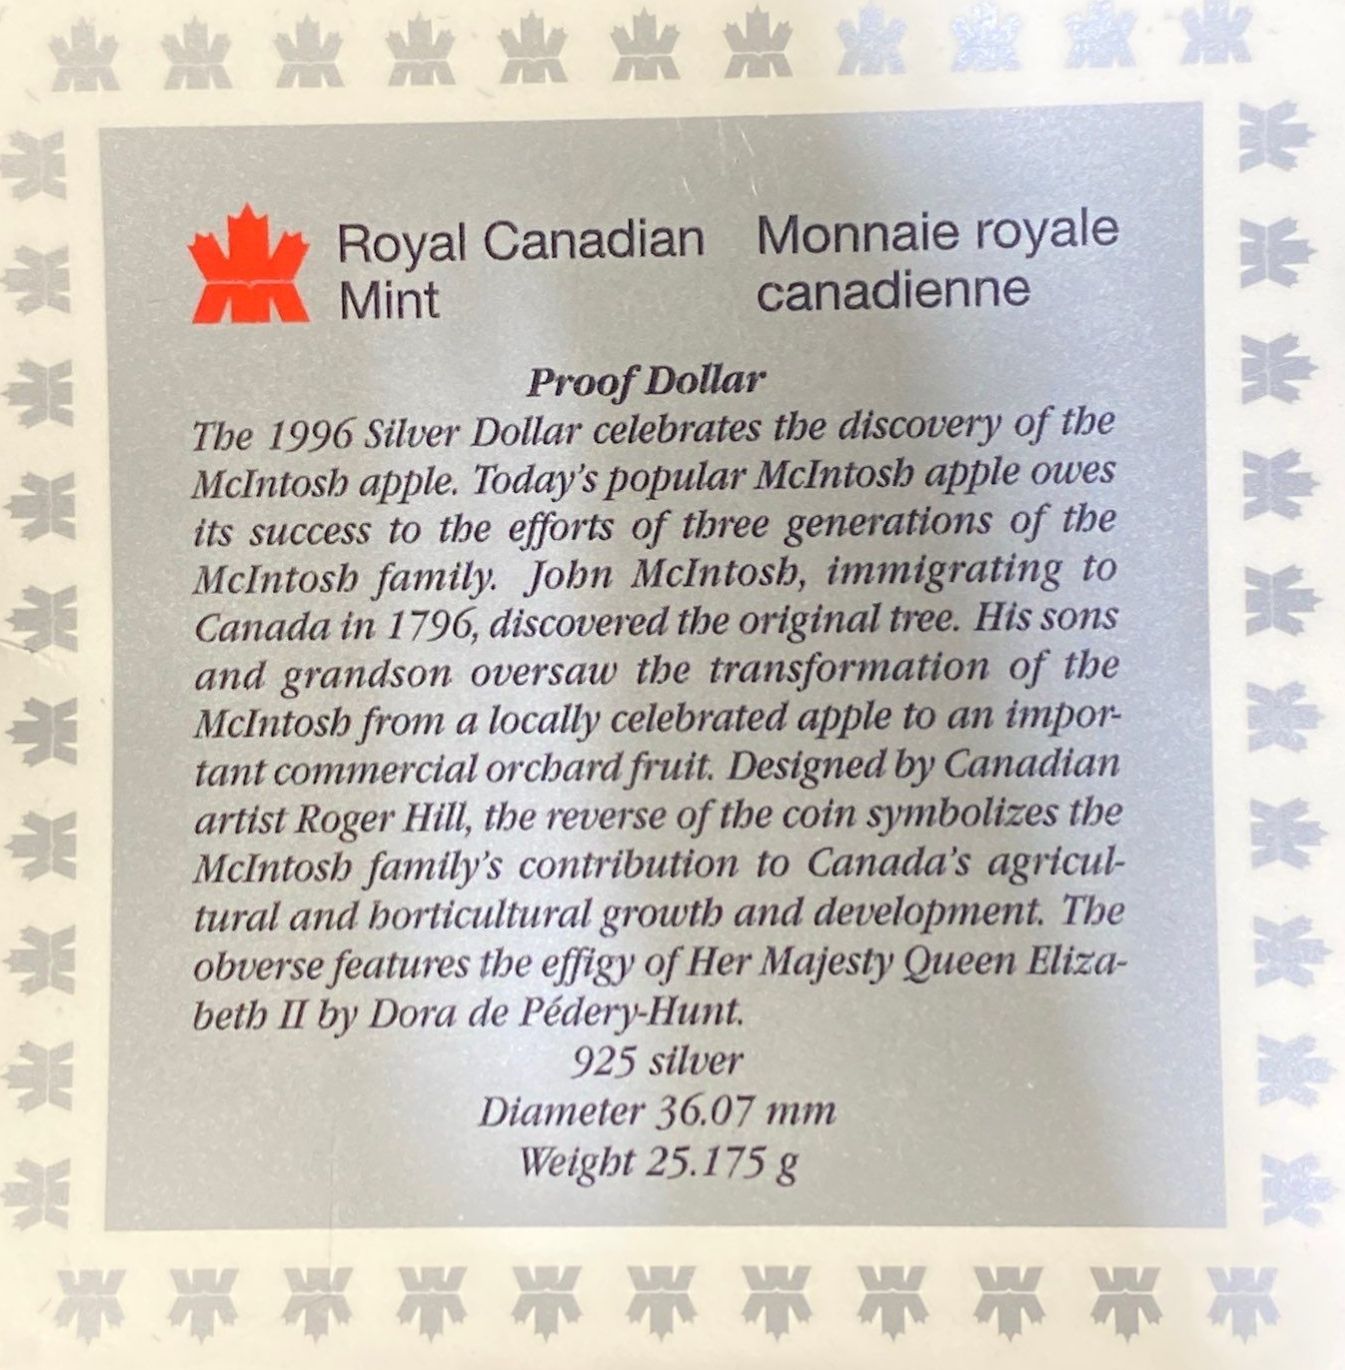 Royal Canadian Mint
Monnaie royale canadienne
Proof Dollar
The 1996 Silver Dollar celebrates the discovery of the
McIntosh apple. Today's popular McIntosh apple owes
its success to the efforts of three generations of the
McIntosh family. John McIntosh, immigrating to
Canada in 1796, discovered the original tree. His sons
and grandson oversaw the transformation of the
McIntosh from a locally celebrated apple to an impor-
tant commercial orchard fruit. Designed by Canadian
artist Roger Hill, the reverse of the coin symbolizes the
McIntosh family's contribution to Canada's agricul-
tural and horticultural growth and development. The
obverse features the effigy of Her Majesty Queen Eliza-
beth II by Dora de Pédery-Hunt.
925 silver
Diameter 36.07 mm
Weight 25.175 g